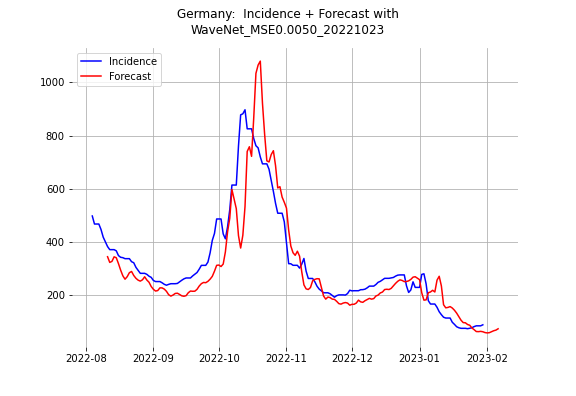 Germany:  Incidence + Forecast with
WaveNet_MSE0.0050_20221023
Incidence
Forecast
1000
800
600
400
200
2022-08 2022-09 2022-10 2022-11 2022-12 2023-01 2023-02